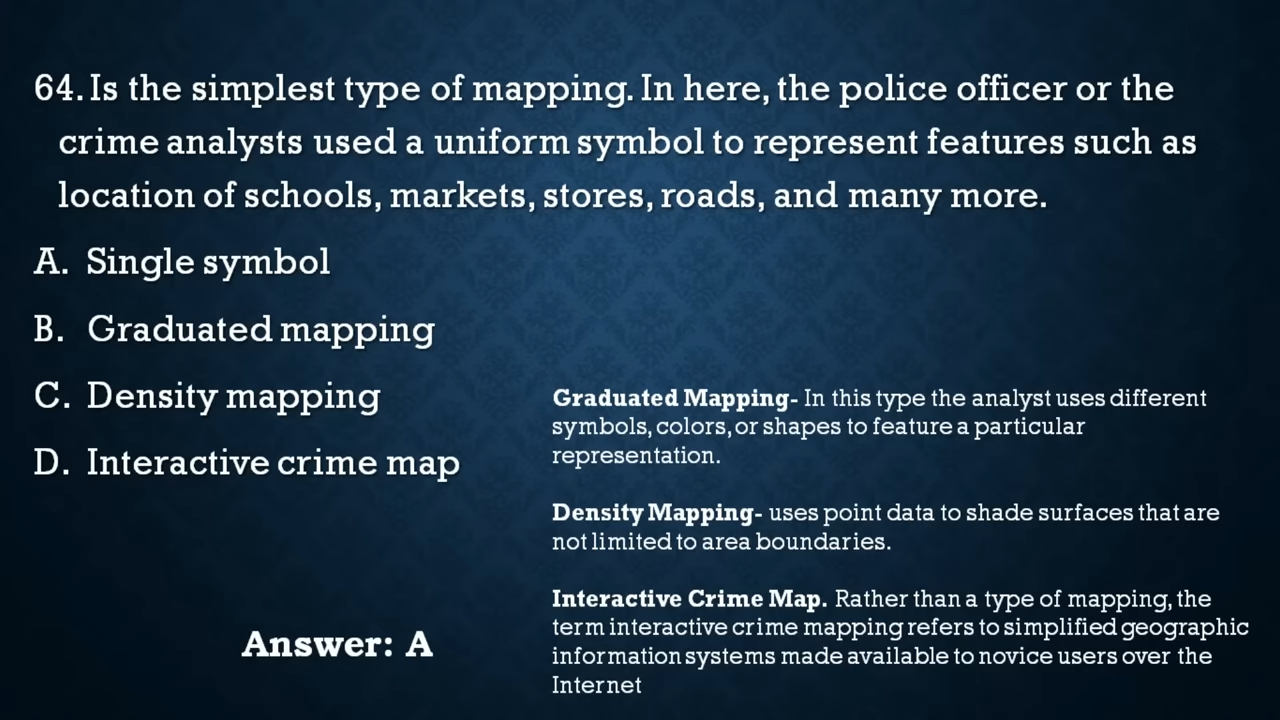 64. Is the simplest type of mapping. In here, the police officer or the
crime analysts used a uniform symbol to represent features such as
location of schools, markets, stores, roads, and many more.
A. Single symbol
B. Graduated mapping
C. Density mapping
D. Interactive crime map
Graduated Mapping- In this type the analyst uses different
symbols, colors, or shapes to feature a particular
representation.
Density Mapping- uses point data to shade surfaces that are
not limited to area boundaries.
Interactive Crime Map. Rather than a type of mapping, the
term interactive crime mapping refers to simplified geographic
information systems made available to novice users over the
Internet
Answer: A